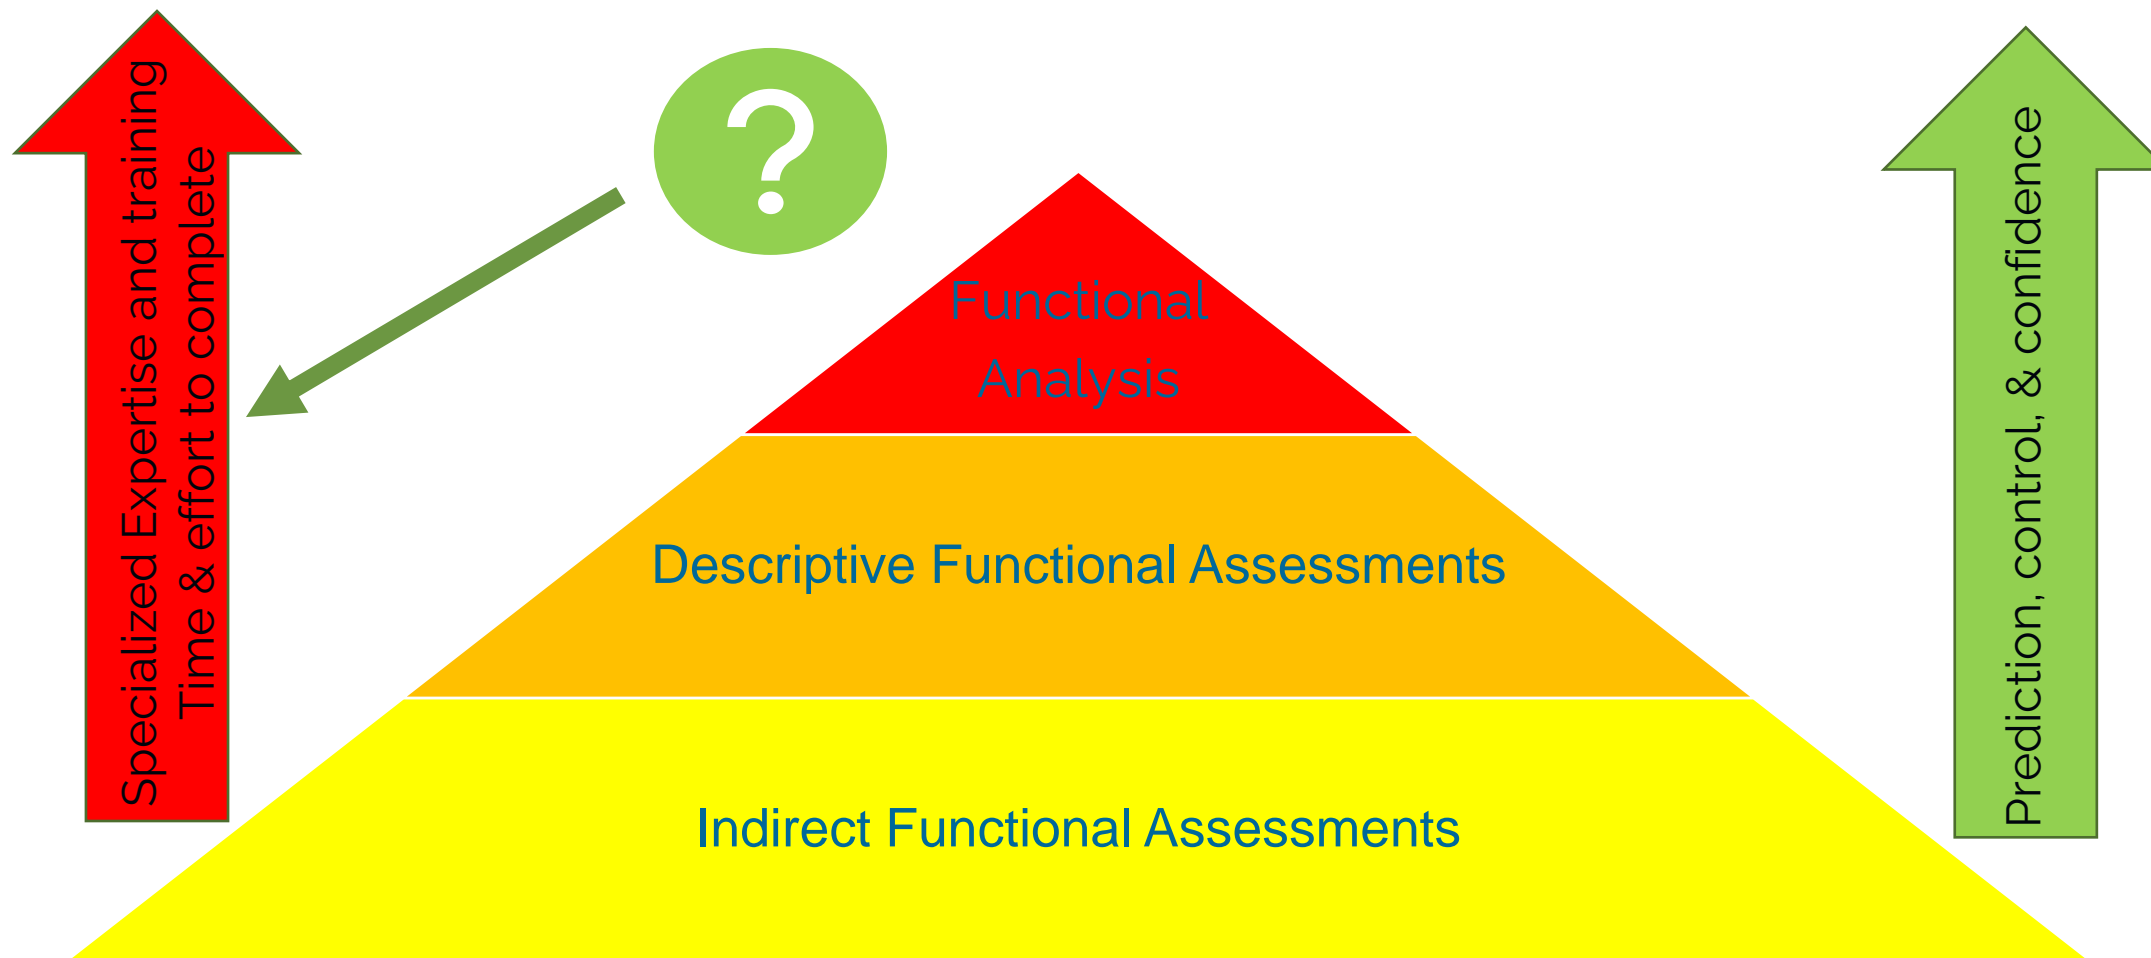 Specialized Expertise and training
Time & effort to complete
?
Functional
Analysis
Descriptive Functional Assessments
Indirect Functional Assessments
Prediction, control, & confidence